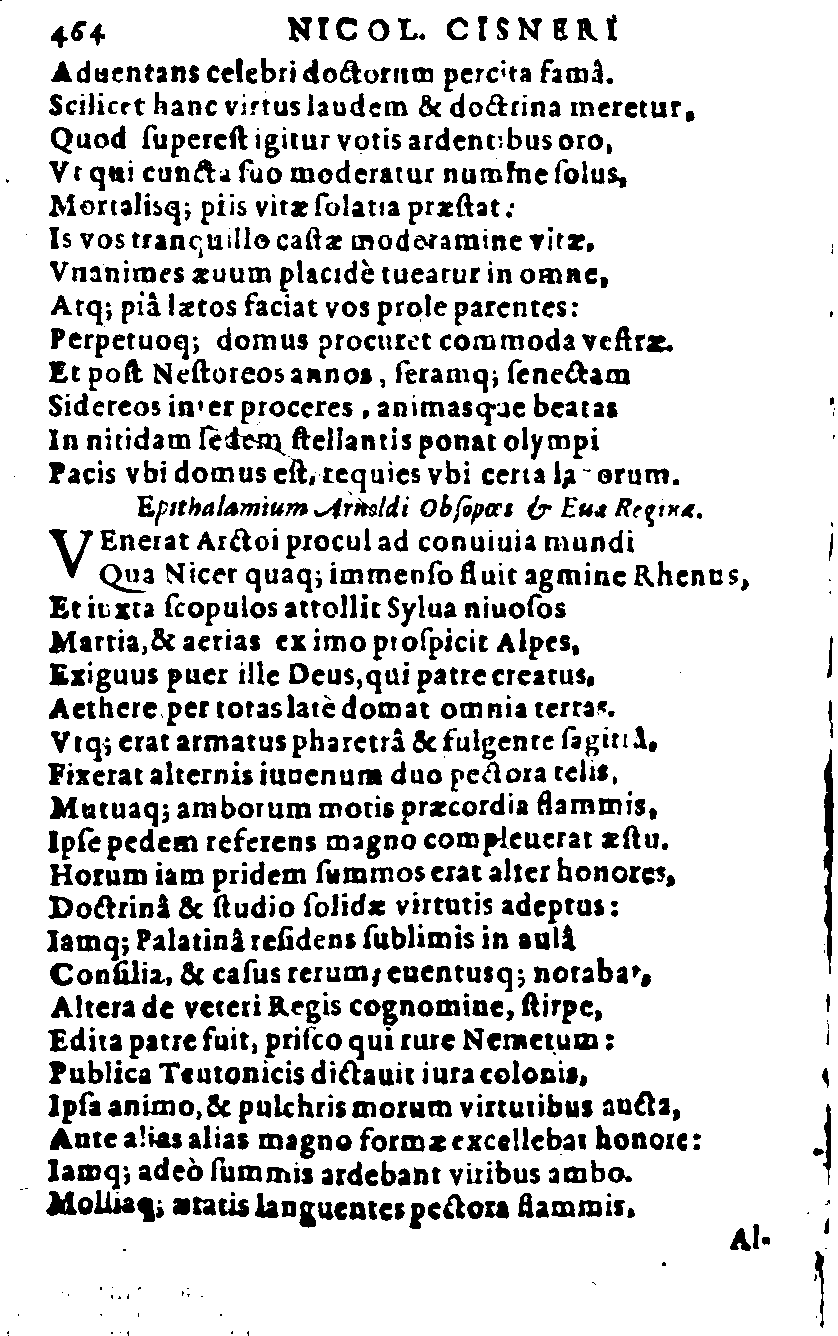 464 NICOL. CISNERI
Aduentans celebri doctorum percita famâ.
Scilicet hanc virtus laudem & doctrina meretur,
Quod ſupereſt igitur votis ardentibus oro,
Vt qui cuncta ſuo moderatur numine ſolus,
Mortalisq; piis vitæ ſolatia præſtat:
Is vos tranquillo caſtæ moderamine vitæ,
Vnanimes æuum placidè tueatur in omne,
Atq; piâ lætos faciat vos prole parentes:
Perpetuoq; domus procuret commoda veſtræ.
Et poſt Neſtoreos annos, ſeramq; ſenectam
Sidereos inter proceres, animasque beatas
In nitidam ſedem ſtellantis ponat olympi
Pacis vbi domus eſt, requies vbi certa laborum.
Epithalamium Arnoldi Obſopœi & Eua Regina.
VEnerat Arctoi procul ad conuiuia mundi
Qua Nicer quaq; immenſo fluit agmine Rhenus,
Et iuxta ſcopulos attollit Sylua niuoſos
Martia, & aerias ex imo proſpicit Alpes,
Exiguus puer ille Deus, qui patre creatus,
Aethere per totas latè domat omnia terras.
Vtq; erat armatus pharetrâ & fulgente ſagittâ,
Fixerat alternis iuuenum duo pectora telis,
Mutuaq; amborum motis præcordia flammis,
Ipſe pedem referens magno compleuerat æſtu.
Horum iam pridem ſummos erat alter honores,
Doctrinâ & ſtudio ſolidæ virtutis adeptus:
Iamq; Palatinâ reſidens ſublimis in aulâ
Conſilia, & caſus rerum, euentusq; notabat,
Altera de veteri Regis cognomine, ſtirpe,
Edita patre fuit, priſco qui rure Nemetum:
Publica Teutonicis dictauit iura colonis,
Ipſa animo, & pulchris morum virtutibus aucta,
Ante alias alias magno formæ excellebat honore:
Iamq; adeò ſummis ardebant viribus ambo.
Molliaq; ætatis languentes pectora flammis,
Al-